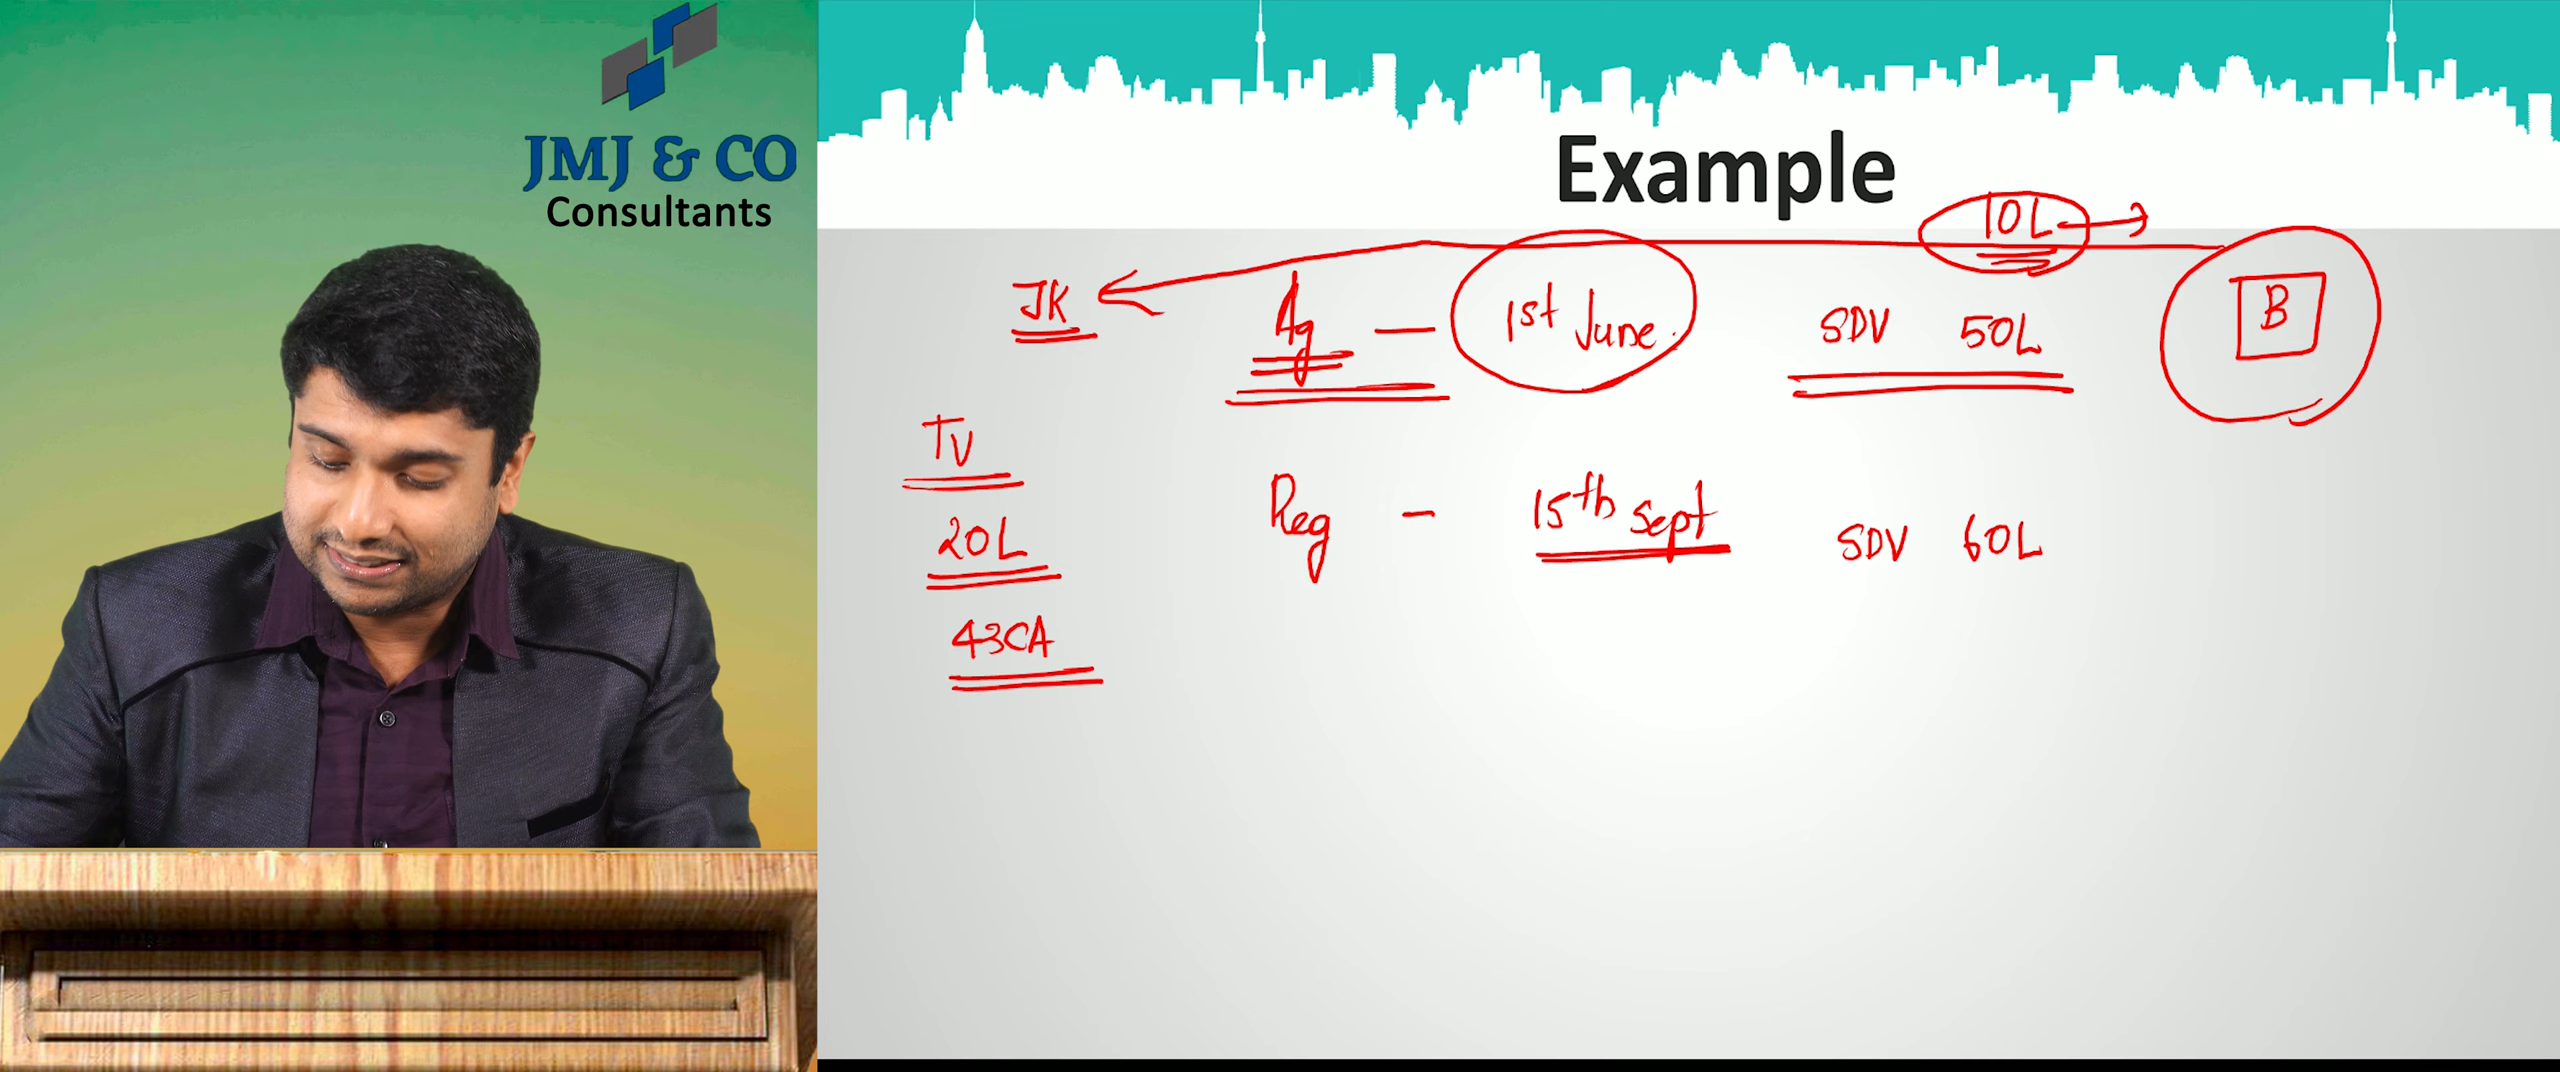 JMJ & CO
Consultants
Example
10L
JK Ag — 1st June. SDV 50L B
TV
20L Reg - 15th Sept SDV 60L
43CA